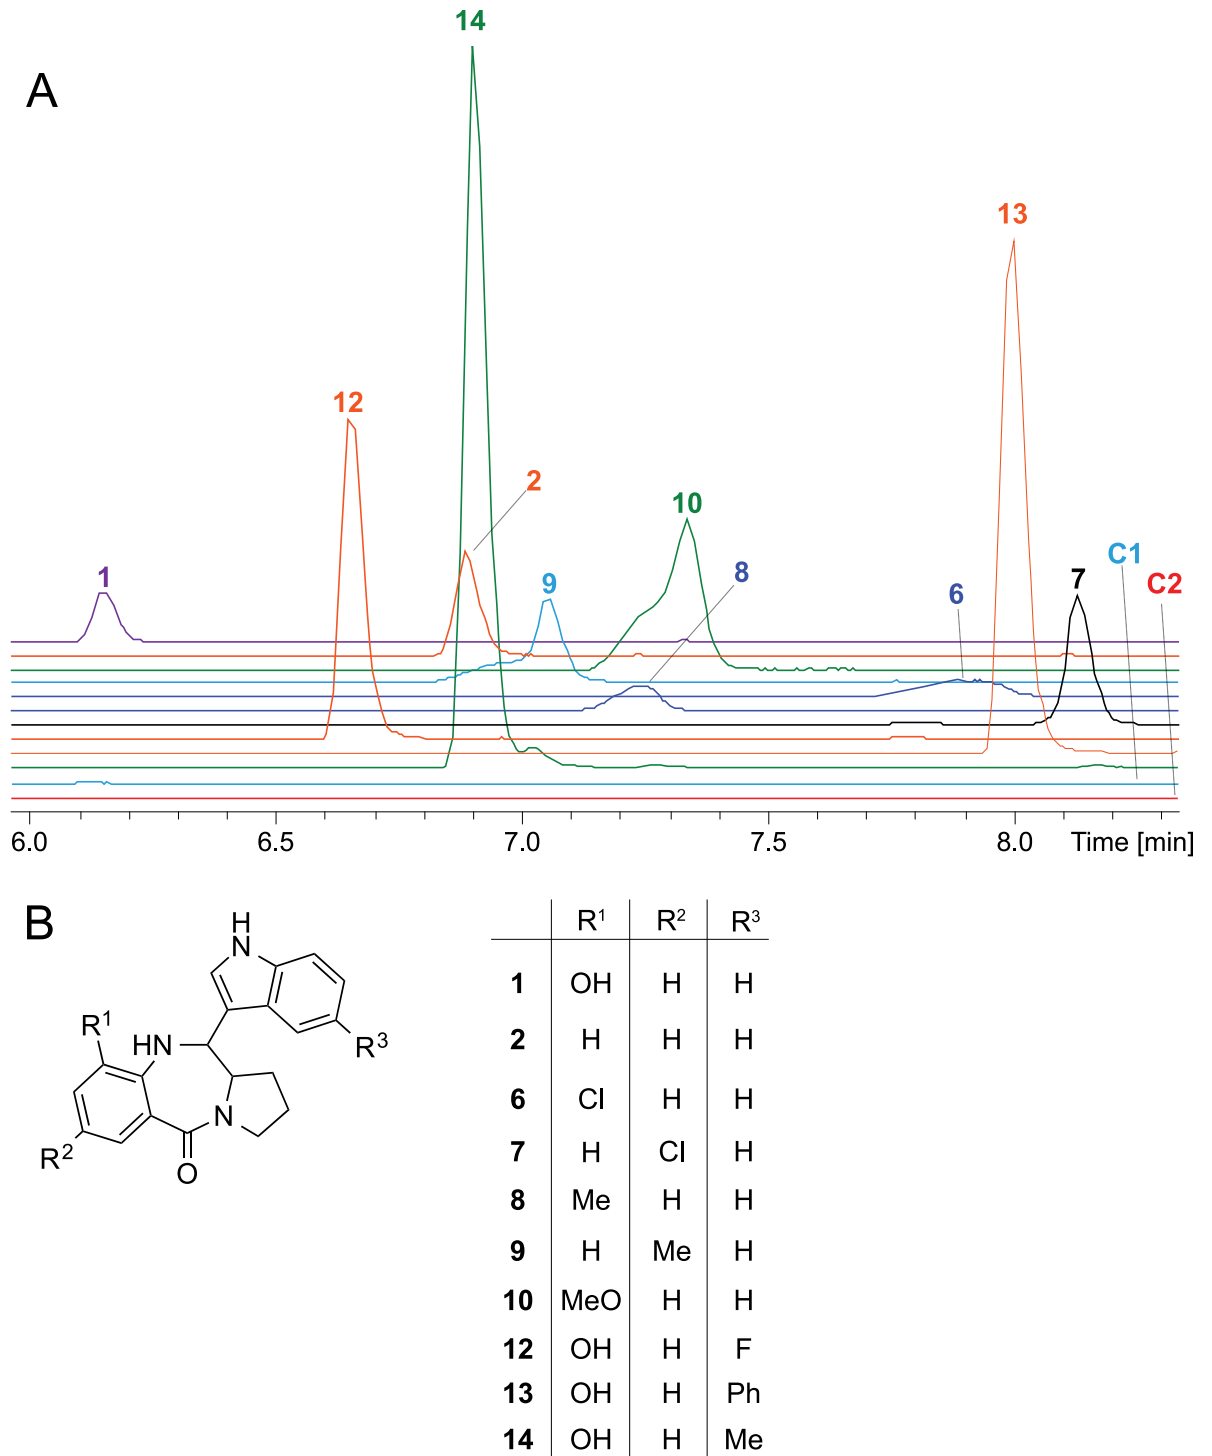 A
14
13
12
2
10
C1
8
9
1
6
7
C2
6.0 6.5 7.0 7.5 8.0 Time [min]
B
H
N
R¹
HN
R³
N
R²
O
R¹ R² R³
1 OH H H
2 H H H
6 Cl H H
7 H Cl H
8 Me H H
9 H Me H
10 MeO H H
12 OH H F
13 OH H Ph
14 OH H Me